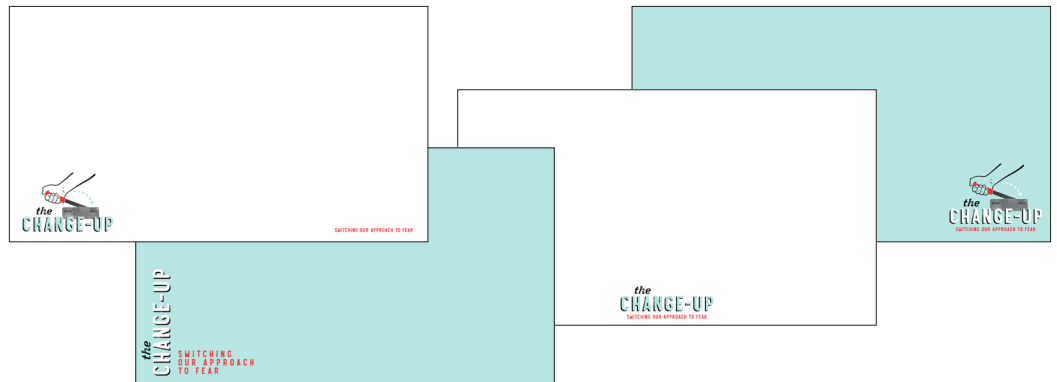 the
CHANGE-UP
SWITCHING OUR APPROACH TO FEAR
the
CHANGE-UP
SWITCHING
OUR APPROACH
TO FEAR
the
CHANGE-UP
SWITCHING OUR APPROACH TO FEAR
the
CHANGE-UP
SWITCHING OUR APPROACH TO FEAR